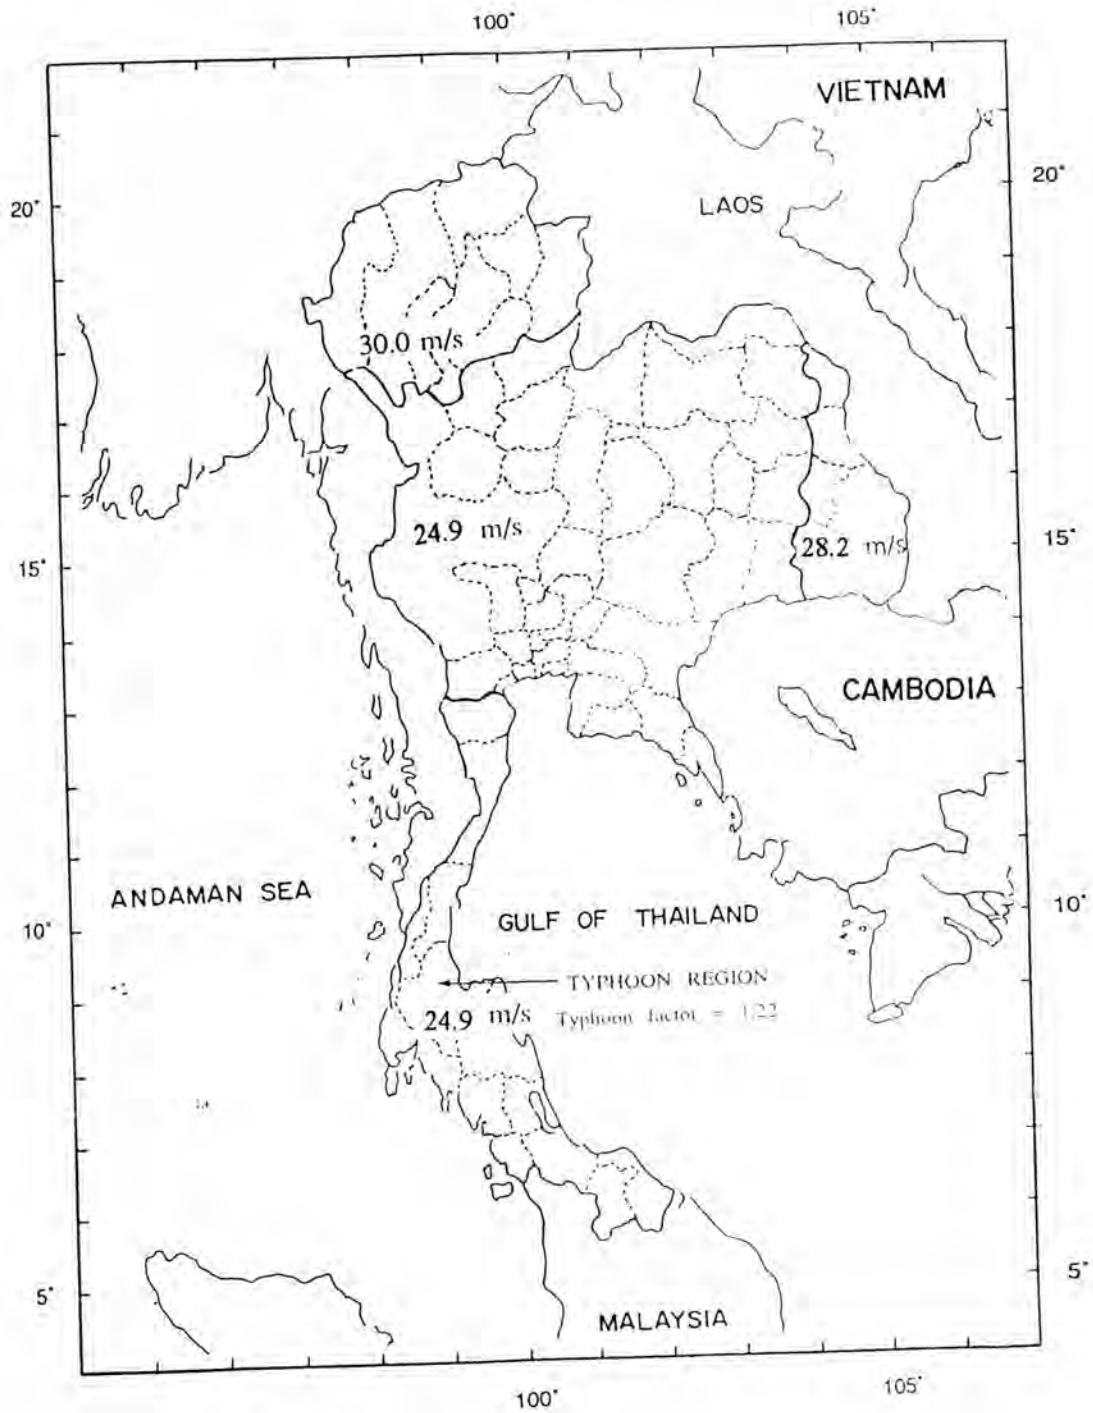 100° 105°
VIETNAM
20° 20°
LAOS
30.0 m/s
24.9 m/s
28.2 m/s
15° 15°
CAMBODIA
ANDAMAN SEA
10° 10°
GULF OF THAILAND
TYPHOON REGION
24.9 m/s Typhoon factor = 1.22
5° 5°
MALAYSIA
100° 105°